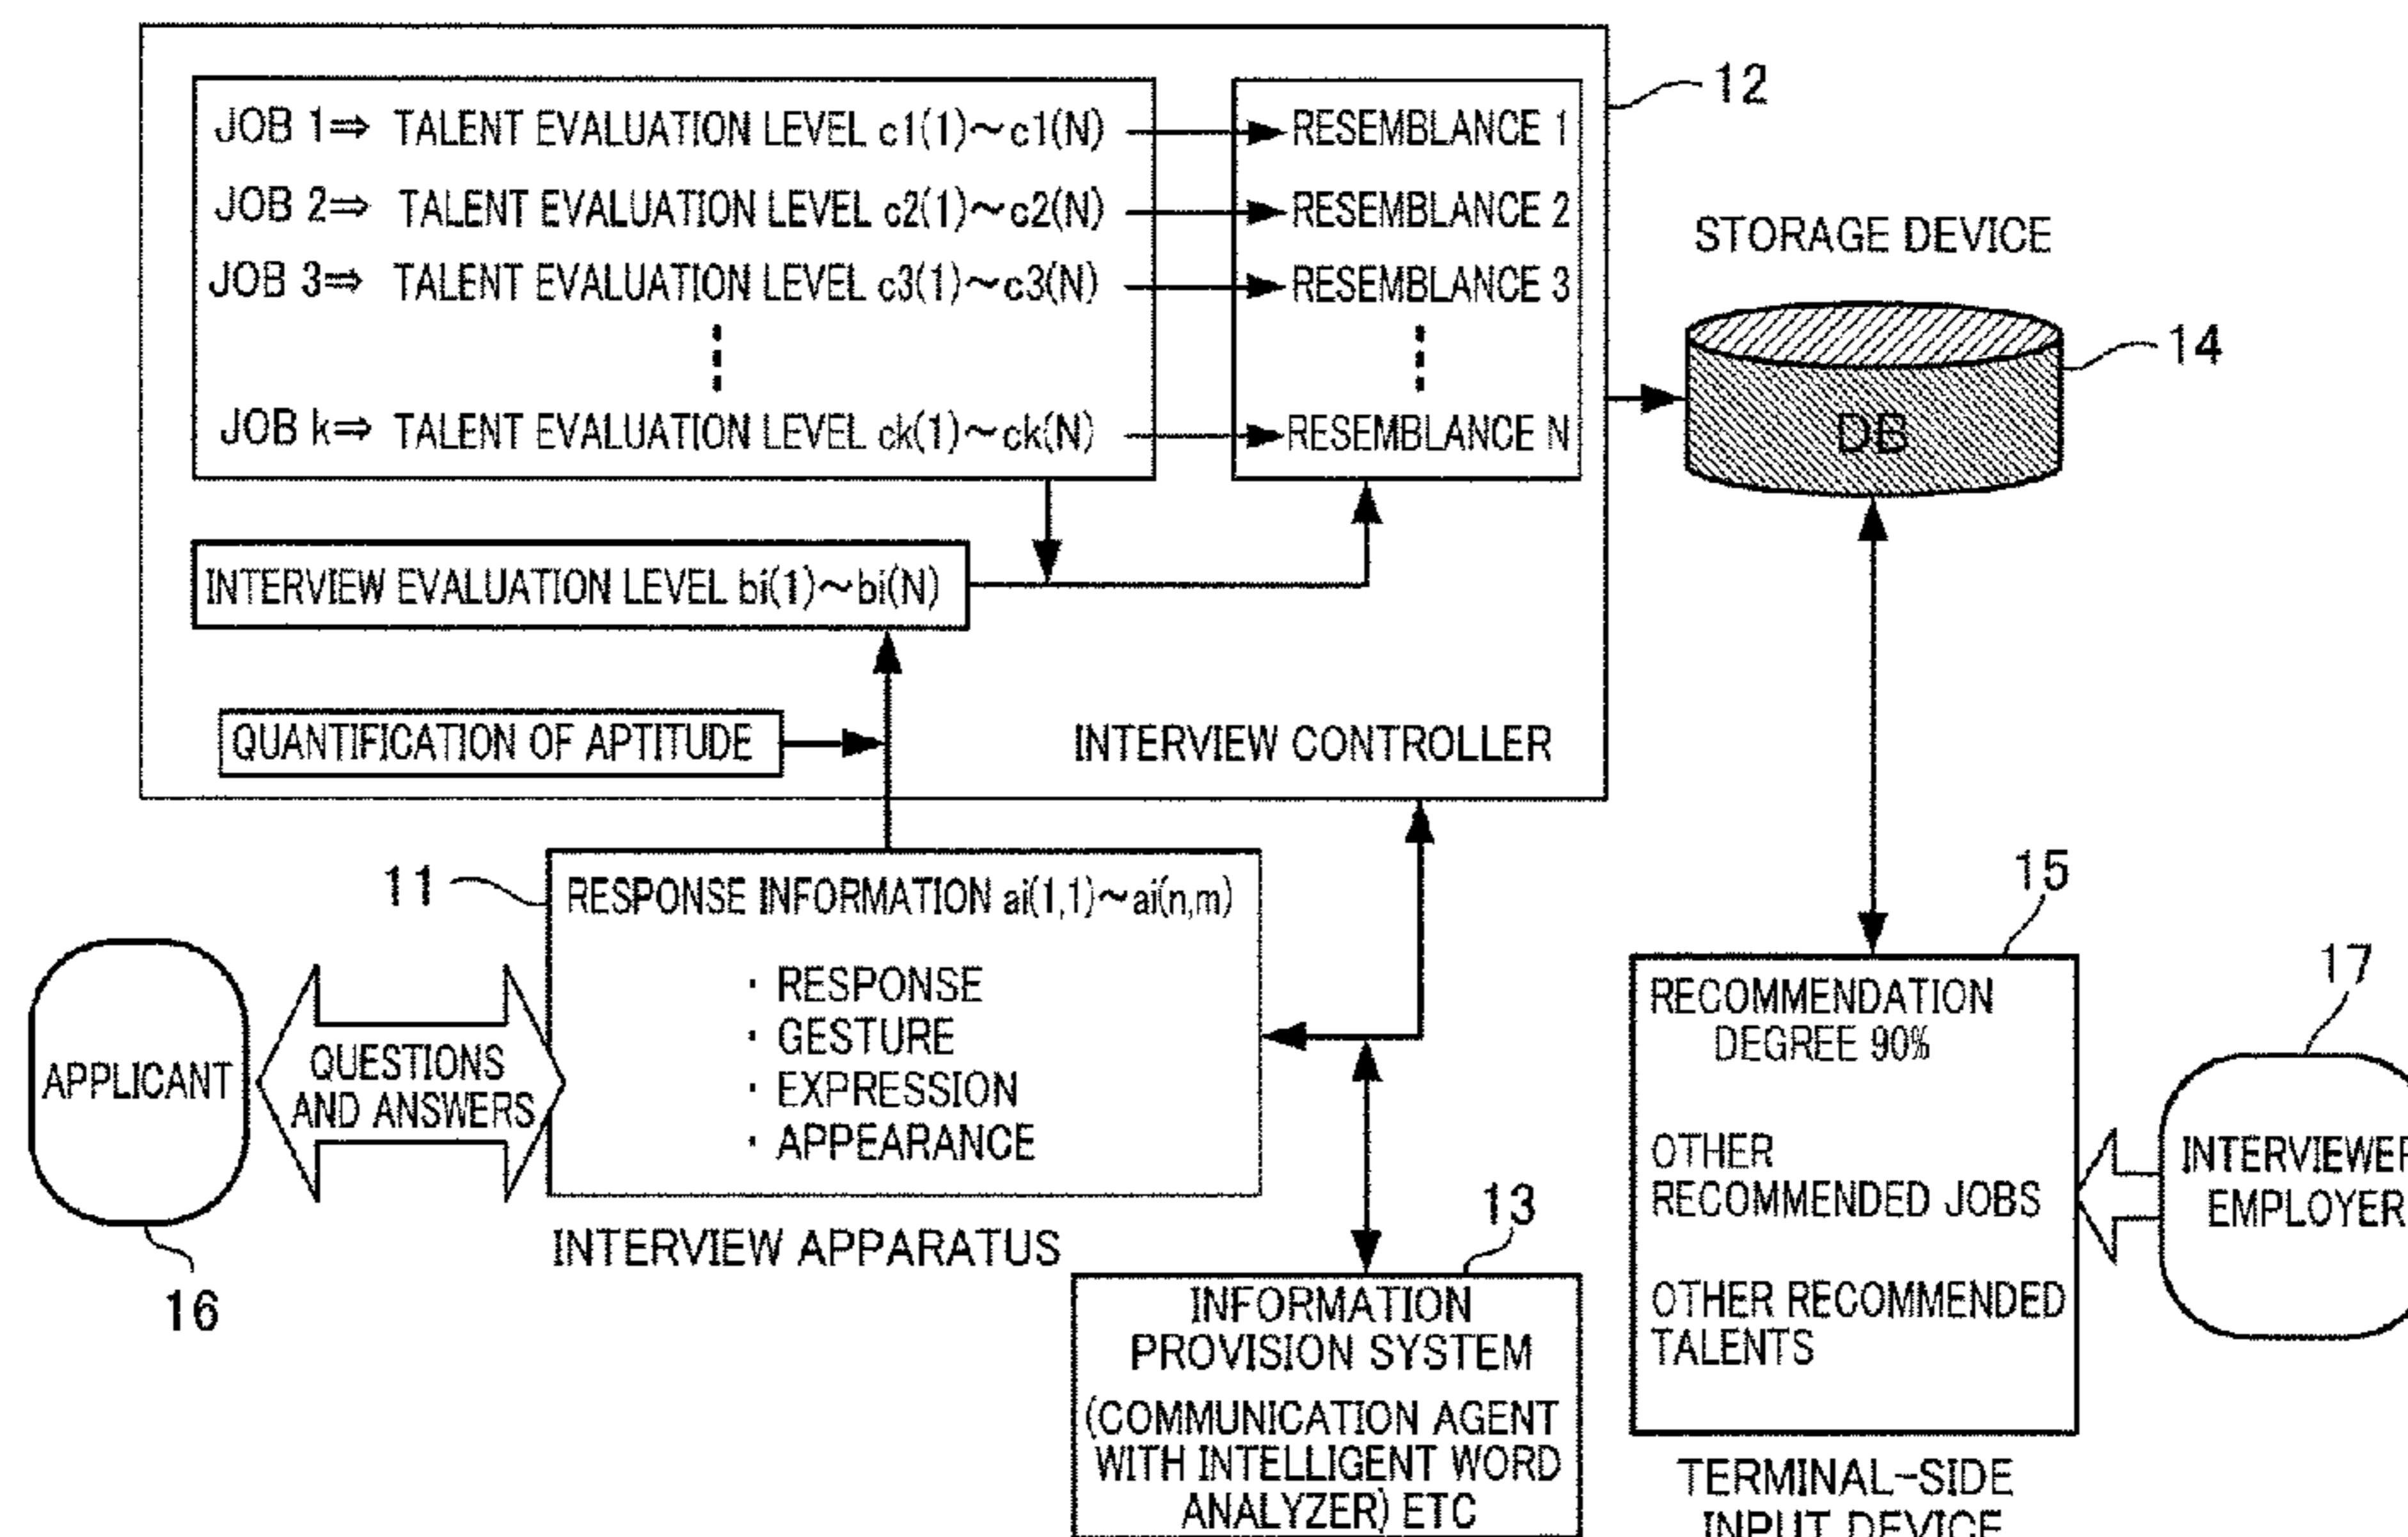 JOB 1⇒ TALENT EVALUATION LEVEL c1(1)~c1(N)
RESEMBLANCE 1
12
JOB 2⇒ TALENT EVALUATION LEVEL c2(1)~c2(N)
RESEMBLANCE 2
JOB 3⇒ TALENT EVALUATION LEVEL c3(1)~c3(N)
RESEMBLANCE 3
JOB k⇒ TALENT EVALUATION LEVEL ck(1)~ck(N)
RESEMBLANCE N
STORAGE DEVICE
14
DB
INTERVIEW EVALUATION LEVEL bi(1)~bi(N)
QUANTIFICATION OF APTITUDE
INTERVIEW CONTROLLER
11
RESPONSE INFORMATION ai(1,1)~ai(n,m)
· RESPONSE
· GESTURE
· EXPRESSION
· APPEARANCE
INTERVIEW APPARATUS
APPLICANT
16
QUESTIONS
AND ANSWERS
13
INFORMATION
PROVISION SYSTEM
(COMMUNICATION AGENT
WITH INTELLIGENT WORD
ANALYZER) ETC
15
RECOMMENDATION
DEGREE 90%
OTHER
RECOMMENDED JOBS
OTHER RECOMMENDED
TALENTS
TERMINAL-SIDE
INPUT DEVICE
17
INTERVIEWER
EMPLOYER